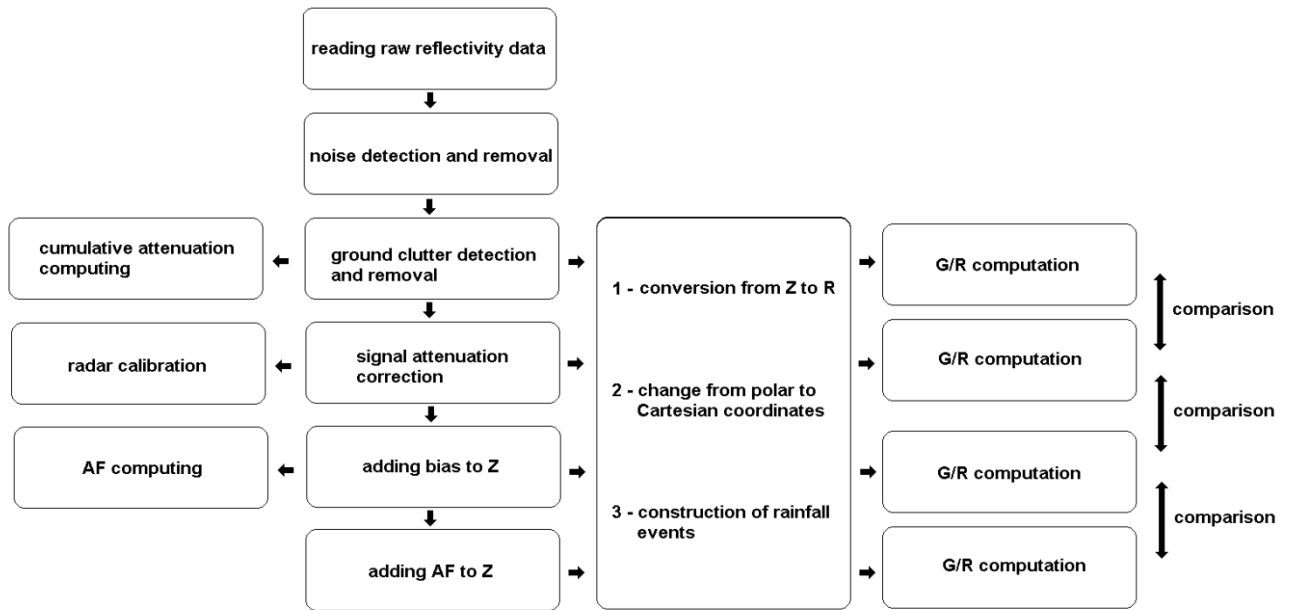 reading raw reflectivity data
noise detection and removal
cumulative attenuation
computing
ground clutter detection
and removal
radar calibration
signal attenuation
correction
AF computing
adding bias to Z
adding AF to Z
1 - conversion from Z to R
2 - change from polar to
Cartesian coordinates
3 - construction of rainfall
events
G/R computation
G/R computation
G/R computation
G/R computation
comparison
comparison
comparison